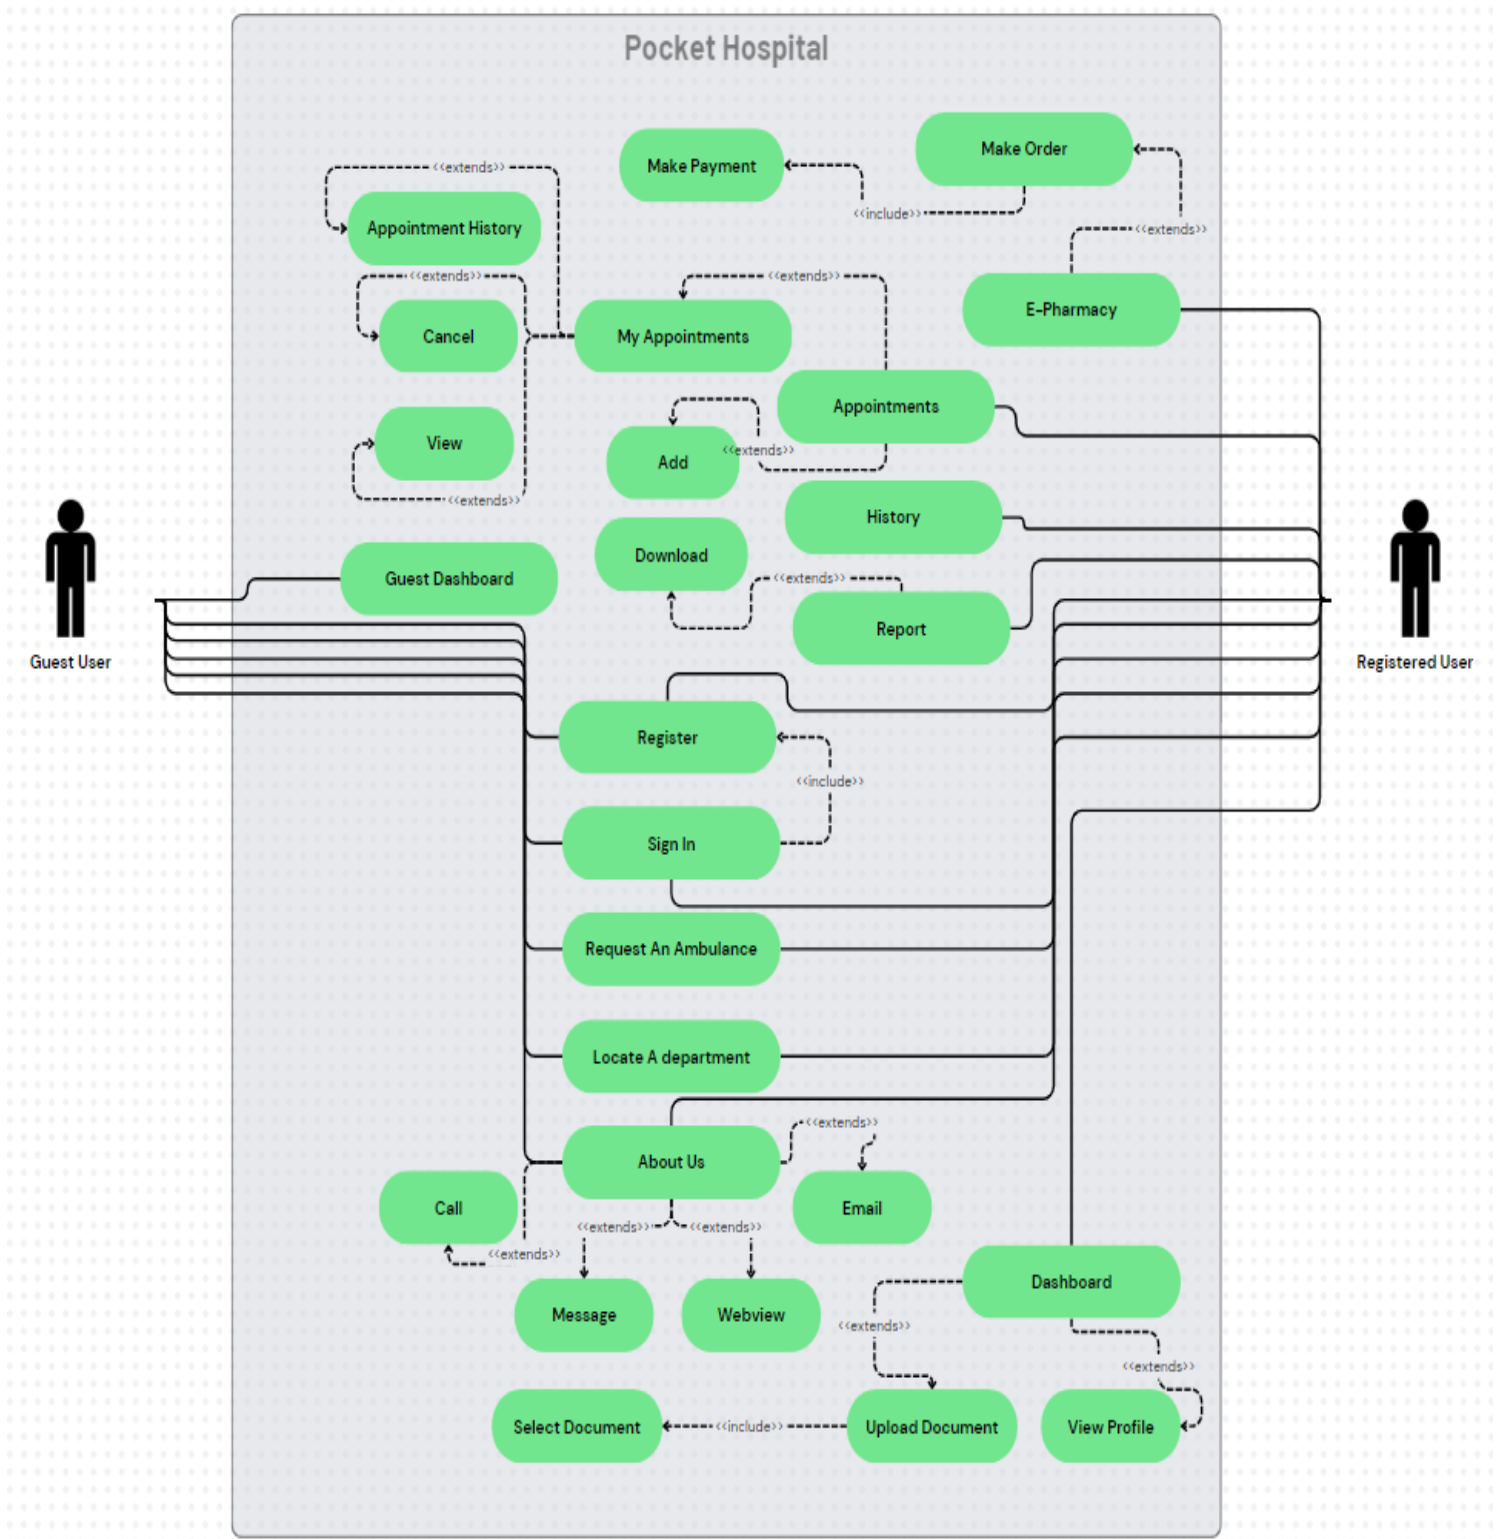 Pocket Hospital
Make Order
Make Payment
<<extends>>
<<include>>
Appointment History
<<extends>>
<<extends>>
<<extends>>
E-Pharmacy
Cancel
My Appointments
Appointments
View
<<extends>>
Add
<<extends>>
History
Download
<<extends>>
Guest Dashboard
Report
Guest User
Registered User
Register
<<include>>
Sign In
Request An Ambulance
Locate A department
<<extends>>
About Us
Call
Email
<<extends>>
<<extends>>
<<extends>>
Dashboard
Message
Webview
<<extends>>
<<extends>>
Select Document
<<include>>
Upload Document
View Profile